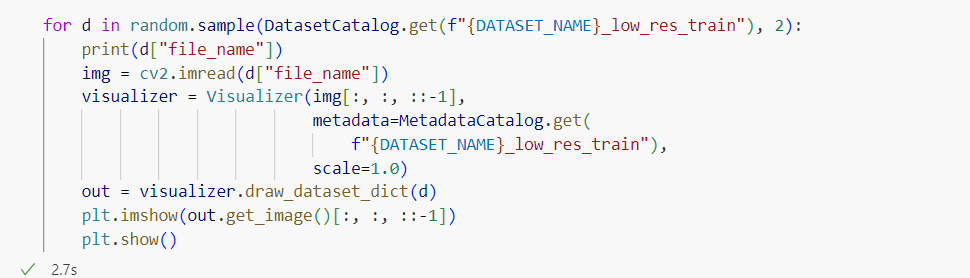 for d in random.sample(DatasetCatalog.get(f"{DATASET_NAME}_low_res_train"), 2):
    print(d["file_name"])
    img = cv2.imread(d["file_name"])
    visualizer = Visualizer(img[:, :, ::-1],
                            metadata=MetadataCatalog.get(
                                f"{DATASET_NAME}_low_res_train"),
                            scale=1.0)
    out = visualizer.draw_dataset_dict(d)
    plt.imshow(out.get_image()[:, :, ::-1])
    plt.show()
✓ 2.7s